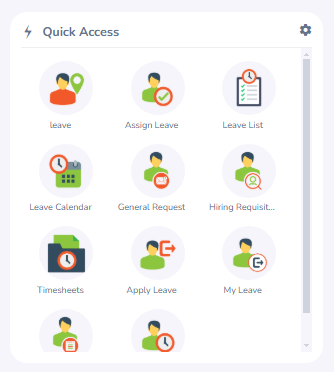 Quick Access
leave
Assign Leave
Leave List
Leave Calendar
General Request
Hiring Requisit...
Timesheets
Apply Leave
My Leave